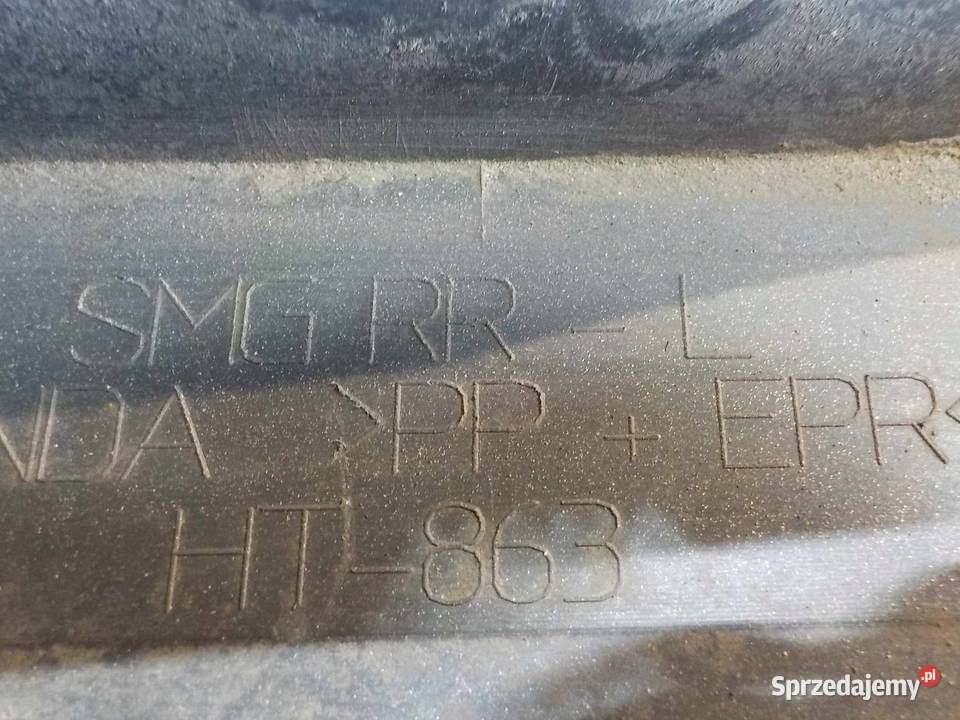 SMG RR - L
NDA >PP + EPR<
HT-863
Sprzedajemy.pl